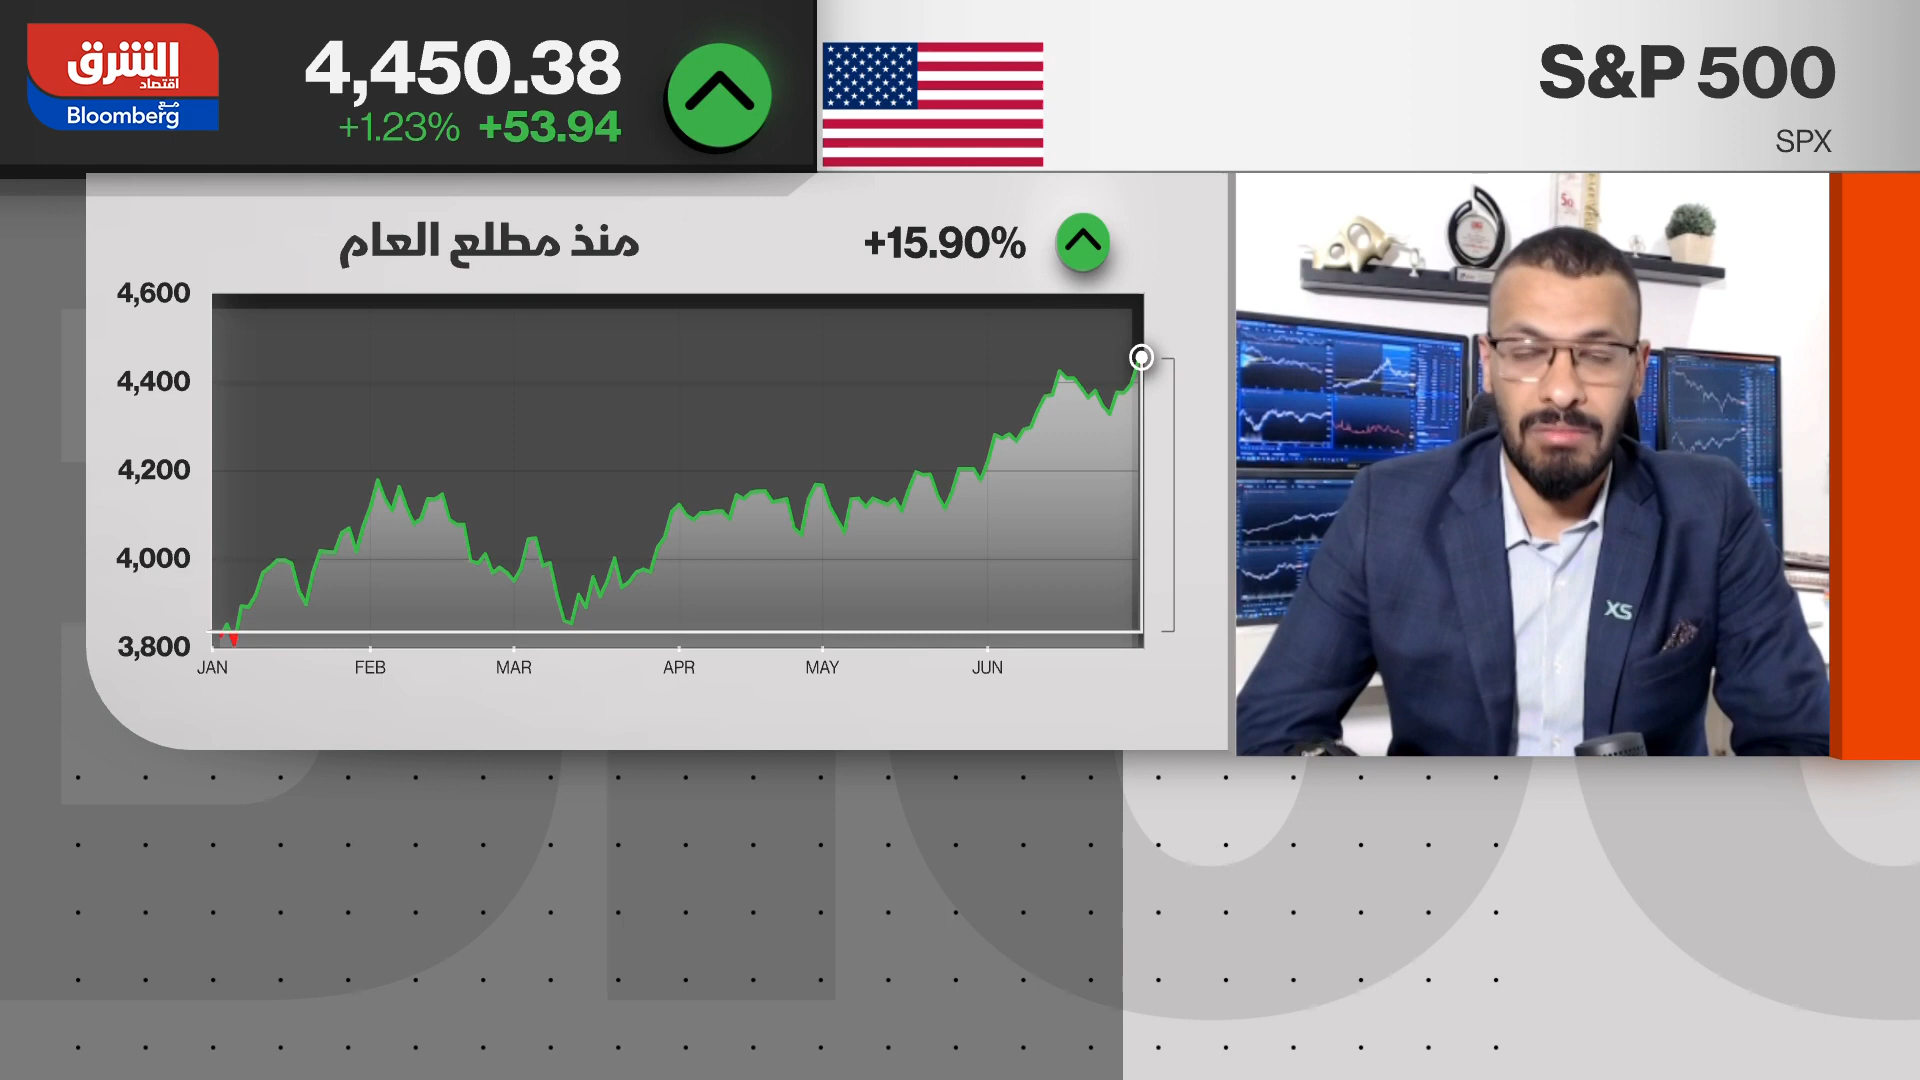 الشرق
اقتصاد
مع
Bloomberg
4,450.38
+1.23% +53.94
S&P 500
SPX
منذ مطلع العام
+15.90%
4,600
4,400
4,200
4,000
3,800
JAN FEB MAR APR MAY JUN
XS